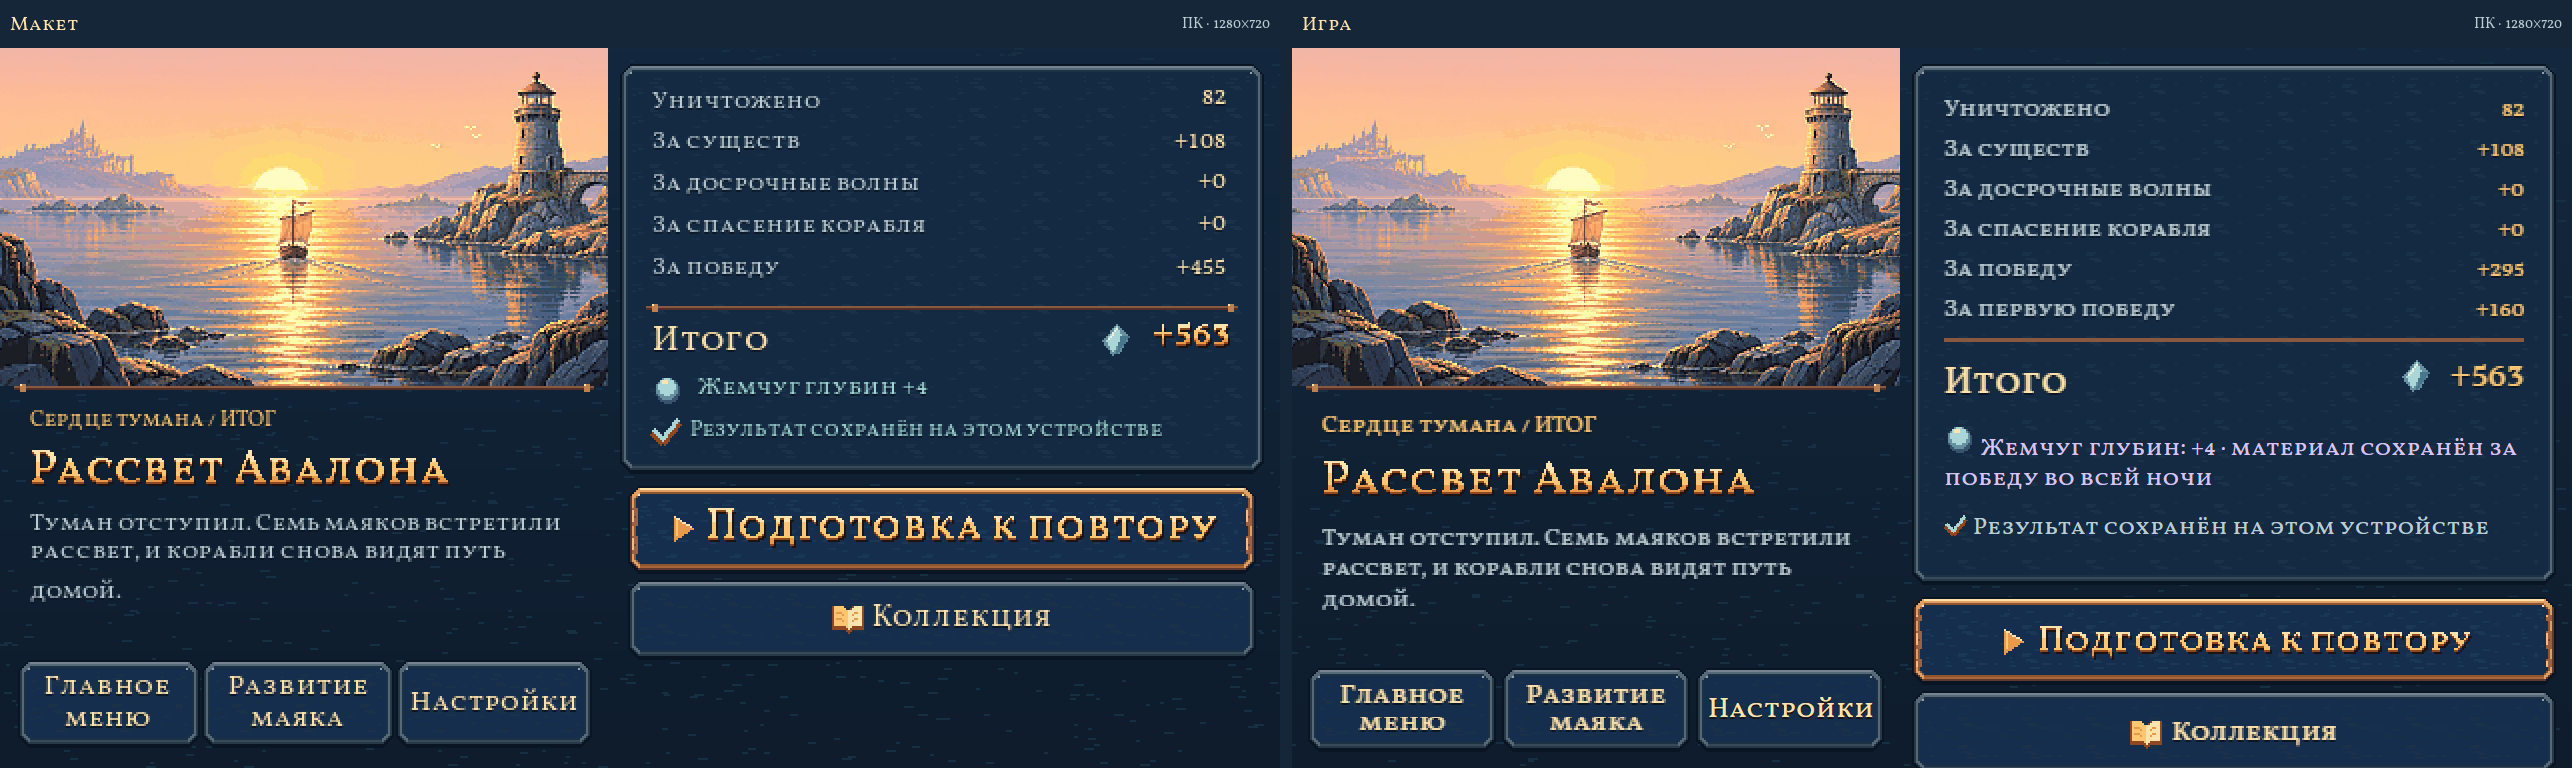 Макет
ПК · 1280×720
Сердце тумана / ИТОГ
Рассвет Авалона
Туман отступил. Семь маяков встретили
рассвет, и корабли снова видят путь
домой.
Главное
меню
Развитие
маяка
Настройки
Уничтожено 82
За существ +108
За досрочные волны +0
За спасение корабля +0
За победу +455
Итого +563
Жемчуг глубин +4
Результат сохранён на этом устройстве
Подготовка к повтору
Коллекция
Игра
ПК · 1280×720
Сердце тумана / ИТОГ
Рассвет Авалона
Туман отступил. Семь маяков встретили
рассвет, и корабли снова видят путь
домой.
Главное
меню
Развитие
маяка
Настройки
Уничтожено 82
За существ +108
За досрочные волны +0
За спасение корабля +0
За победу +295
За первую победу +160
Итого +563
Жемчуг глубин: +4 · материал сохранён за
победу во всей ночи
Результат сохранён на этом устройстве
Подготовка к повтору
Коллекция